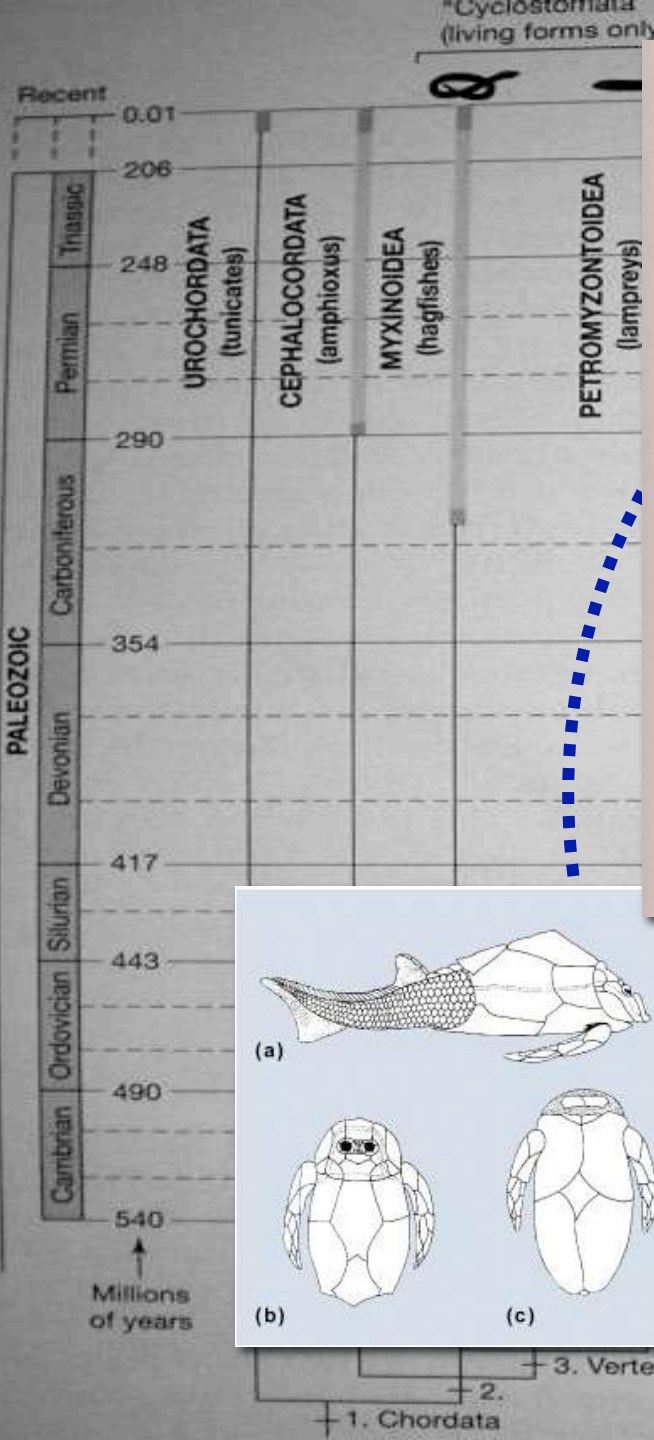 "Cyclostomata
(living forms only
Recent
0.01
206
Triassic
248
Permian
290
Carboniferous
354
PALEOZOIC
Devonian
417
Silurian
443
Ordovician
490
Cambrian
540
Millions
of years
UROCHORDATA
(tunicates)
CEPHALOCORDATA
(amphioxus)
MYXINOIDEA
(hagfishes)
PETROMYZONTOIDEA
(lampreys)
(a)
(b)
(c)
3. Verte
2.
1. Chordata